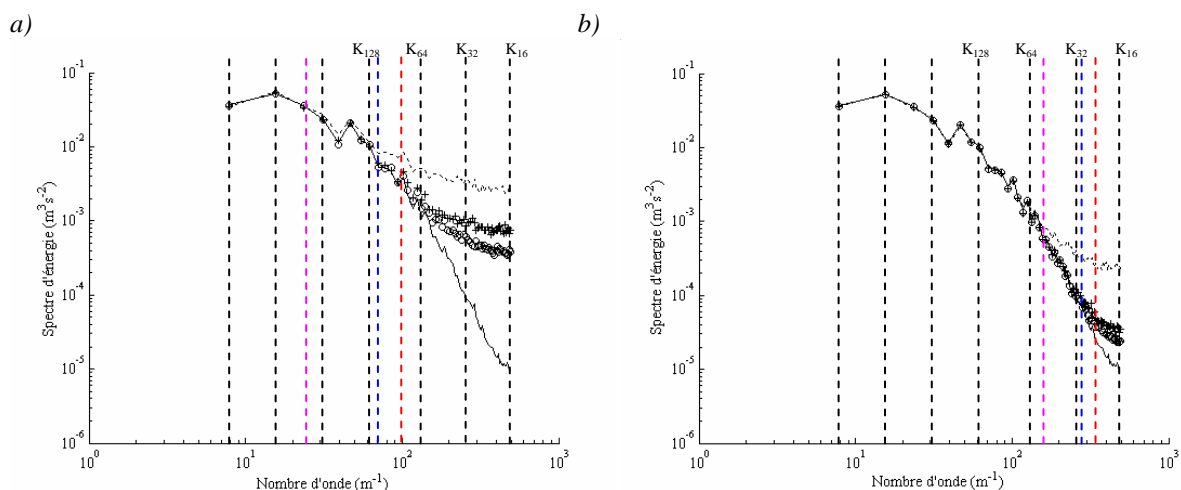 a)
K128 K64 K32 K16
10-1
10-2
10-3
10-4
10-5
10-6
100 101 102 103
Spectre d'énergie (m3s-2)
Nombre d'onde (m-1)
b)
K128 K64 K32 K16
10-1
10-2
10-3
10-4
10-5
10-6
100 101 102 103
Spectre d'énergie (m3s-2)
Nombre d'onde (m-1)